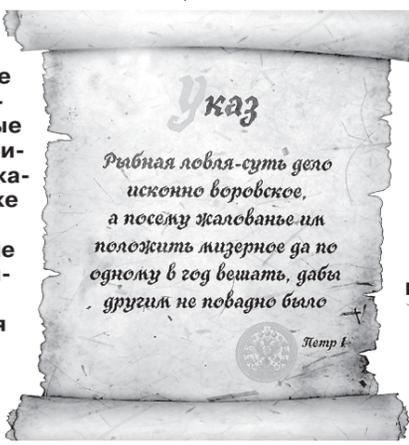 Указ
Рыбная ловля-суть дело
исконно воровское,
а посему жалованье им
положить мизерное да по
одному в год вешать, дабы
другим не повадно было
Петр I